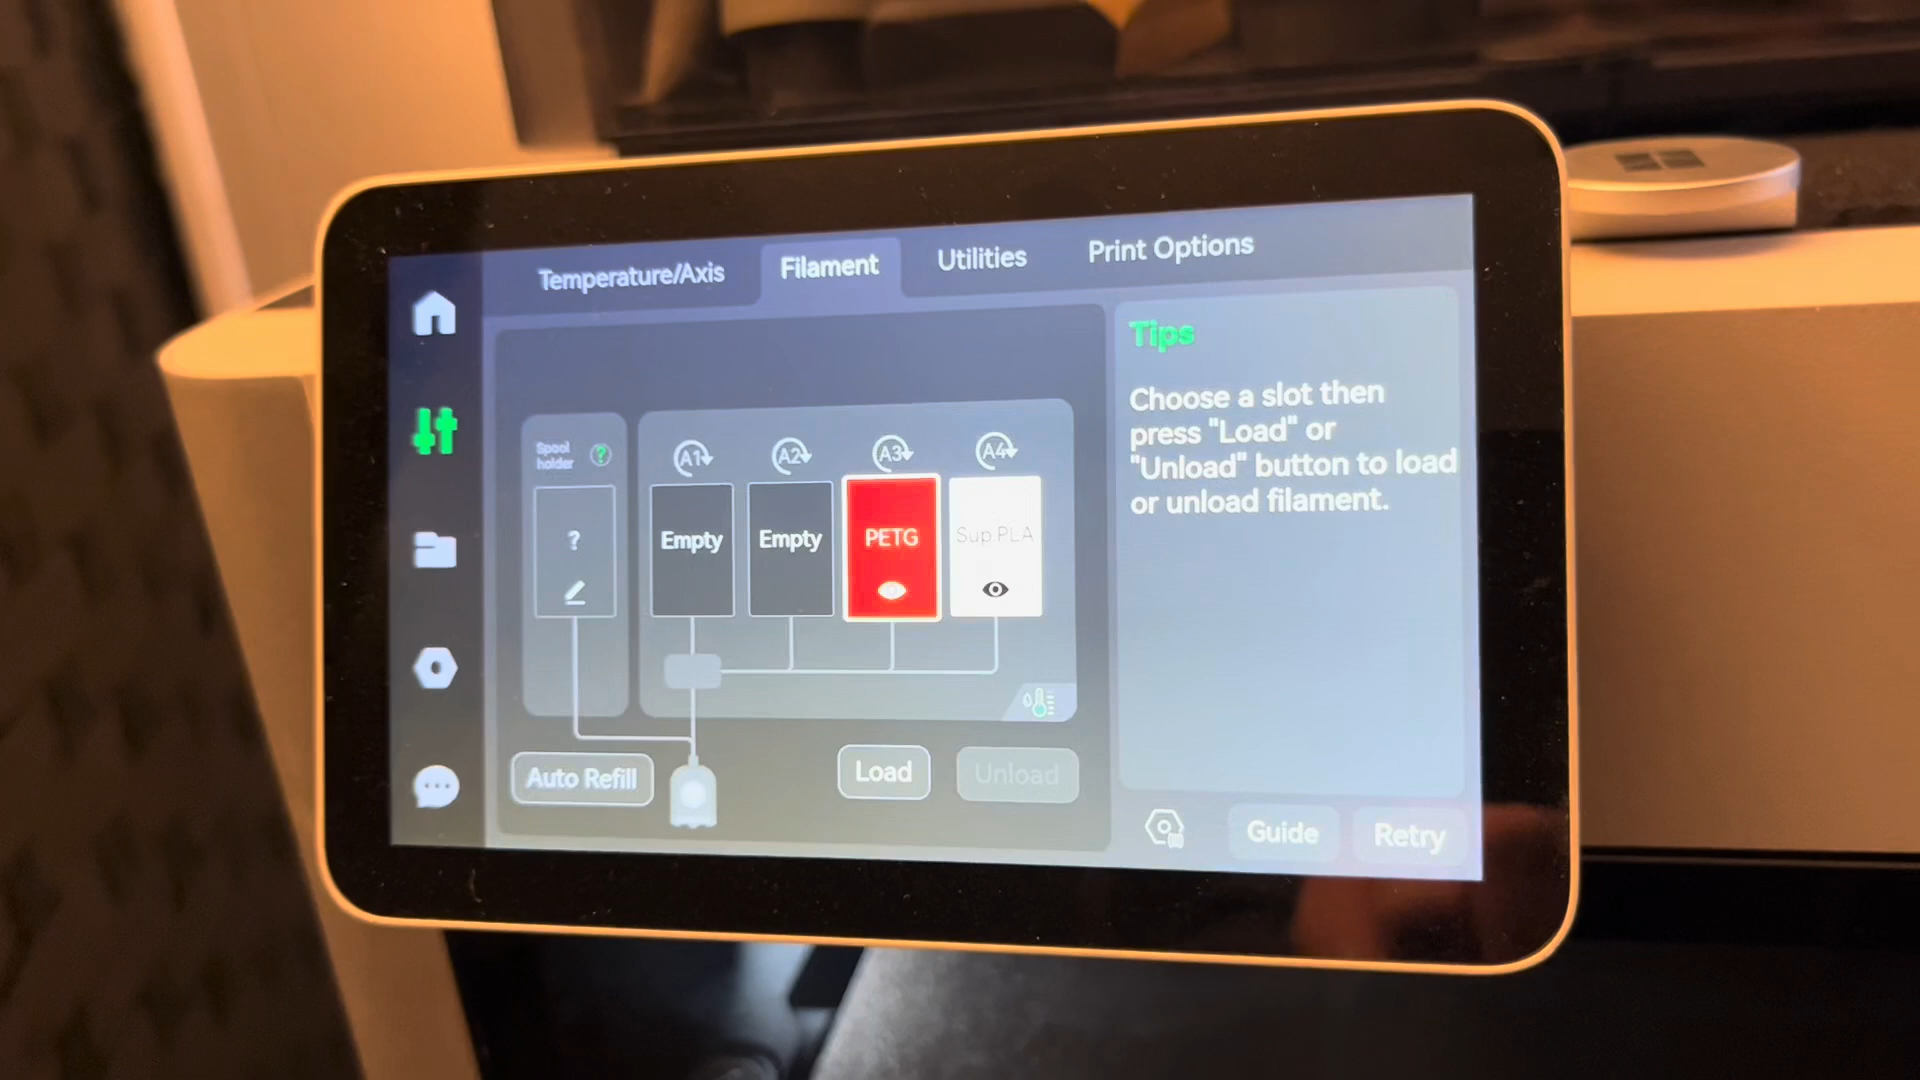 Temperature/Axis
Filament
Utilities
Print Options
Spool
holder
?
?
A1
A2
A3
A4
Empty
Empty
PETG
Sup.PLA
Auto Refill
Load
Unload
Tips
Choose a slot then
press "Load" or
"Unload" button to load
or unload filament.
Guide
Retry